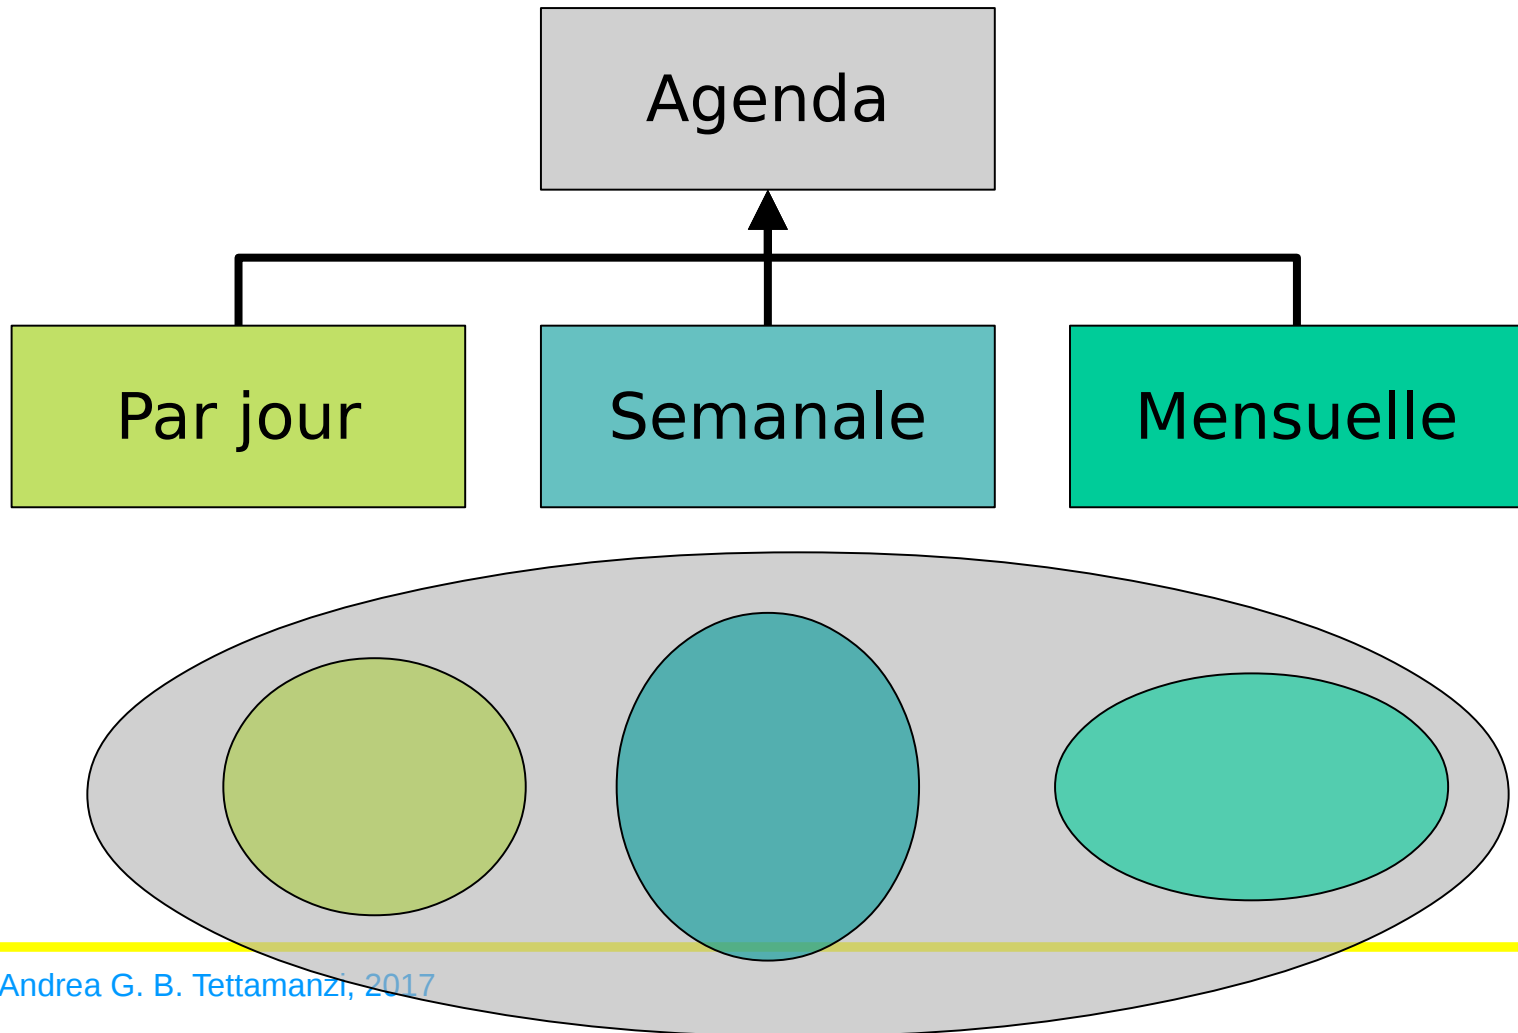 Agenda
Par jour
Semanale
Mensuelle
Andrea G. B. Tettamanzi, 2017